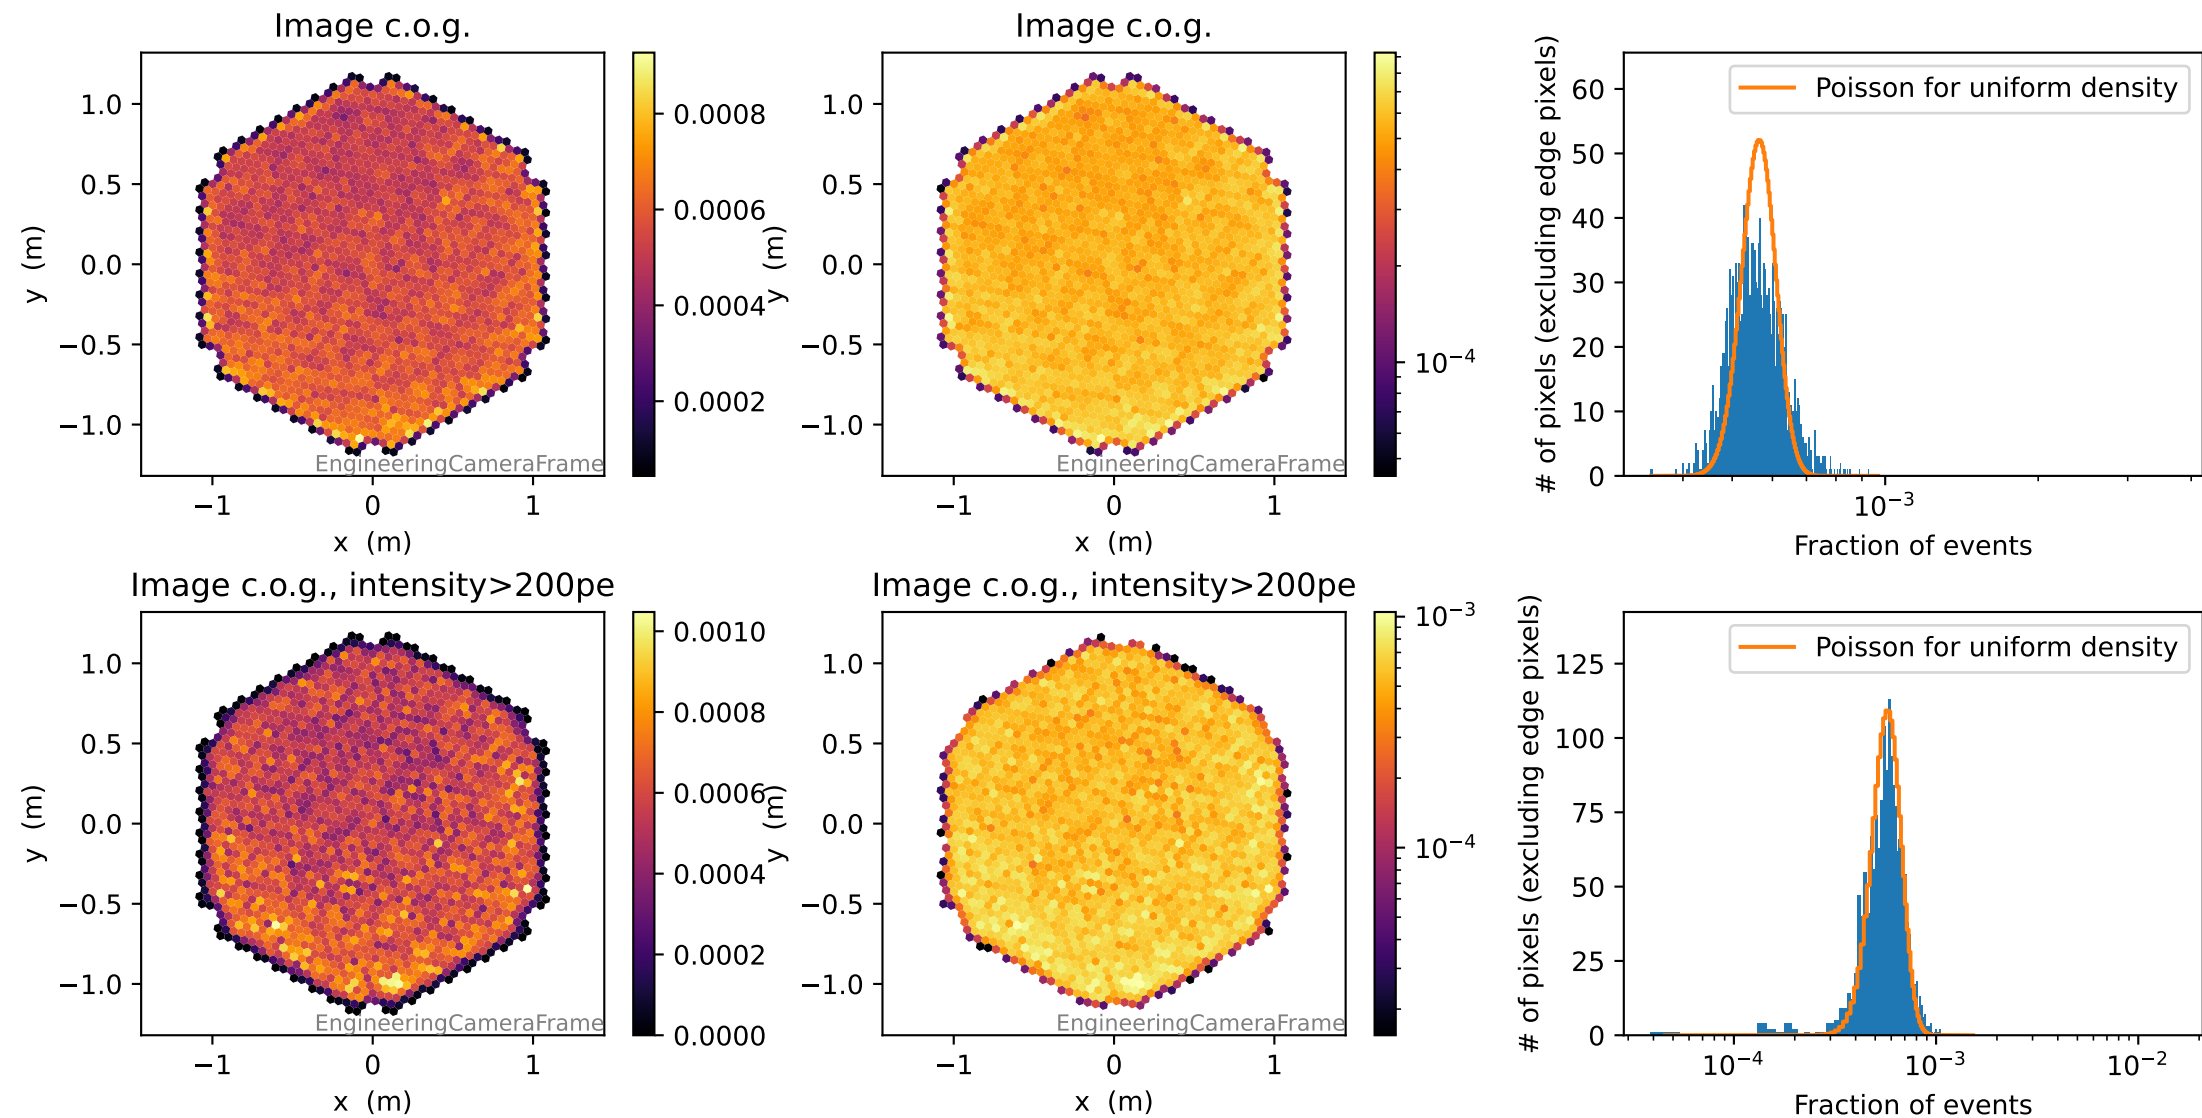 Image c.o.g.
1.0
0.5
0.0
−0.5
−1.0
y (m)
−1
0
1
x (m)
EngineeringCameraFrame
0.0008
0.0006
0.0004
0.0002
Image c.o.g.
1.0
0.5
0.0
−0.5
−1.0
y (m)
−1
0
1
x (m)
EngineeringCameraFrame
10⁻⁴
# of pixels (excluding edge pixels)
60
50
40
30
20
10
0
Poisson for uniform density
10⁻³
Fraction of events
Image c.o.g., intensity>200pe
1.0
0.5
0.0
−0.5
−1.0
y (m)
−1
0
1
x (m)
EngineeringCameraFrame
0.0010
0.0008
0.0006
0.0004
0.0002
0.0000
Image c.o.g., intensity>200pe
1.0
0.5
0.0
−0.5
−1.0
y (m)
−1
0
1
x (m)
EngineeringCameraFrame
10⁻³
10⁻⁴
# of pixels (excluding edge pixels)
125
100
75
50
25
0
Poisson for uniform density
10⁻⁴
10⁻³
10⁻²
Fraction of events